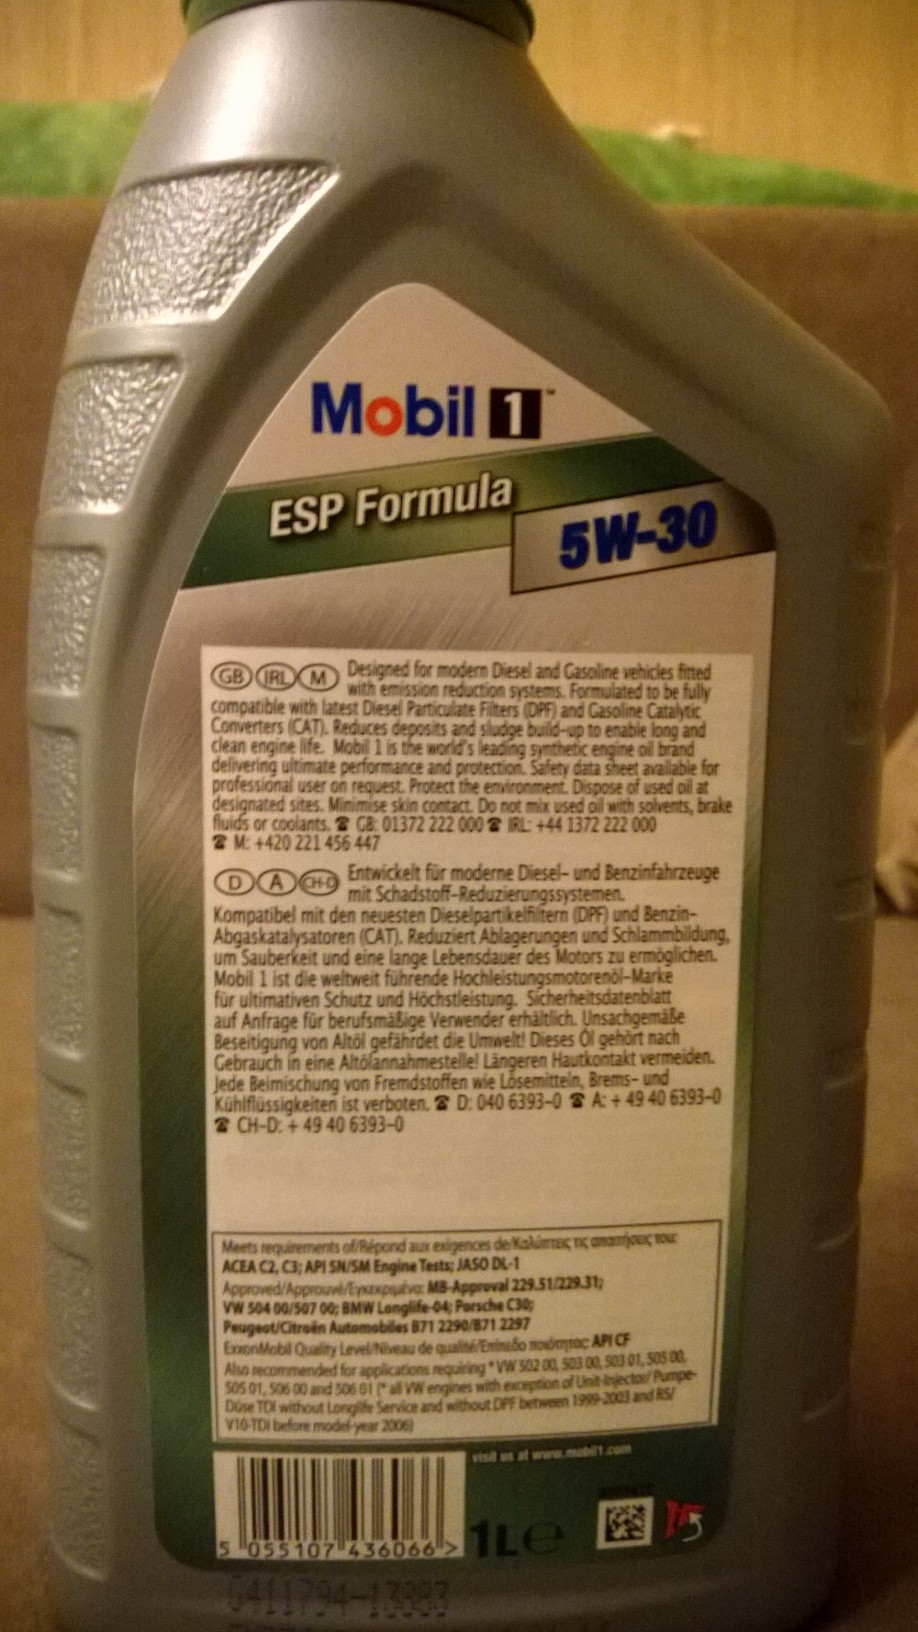 Mobil 1™
ESP Formula
5W-30
GB IRL M Designed for modern Diesel and Gasoline vehicles fitted
with emission reduction systems. Formulated to be fully
compatible with latest Diesel Particulate Filters (DPF) and Gasoline Catalytic
Converters (CAT). Reduces deposits and sludge build-up to enable long and
clean engine life. Mobil 1 is the world's leading synthetic engine oil brand
delivering ultimate performance and protection. Safety data sheet available for
professional user on request. Protect the environment. Dispose of used oil at
designated sites. Minimise skin contact. Do not mix used oil with solvents, brake
fluids or coolants. ☎ GB: 01372 222 000 ☎ IRL: +44 1372 222 000
☎ M: +420 221 456 447
D A CH-D Entwickelt für moderne Diesel- und Benzinfahrzeuge
mit Schadstoff-Reduzierungssystemen.
Kompatibel mit den neuesten Dieselpartikelfiltern (DPF) und Benzin-
Abgaskatalysatoren (CAT). Reduziert Ablagerungen und Schlammbildung,
um Sauberkeit und eine lange Lebensdauer des Motors zu ermöglichen.
Mobil 1 ist die weltweit führende Hochleistungsmotorenöl-Marke
für ultimativen Schutz und Höchstleistung. Sicherheitsdatenblatt
auf Anfrage für berufsmäßige Verwender erhältlich. Unsachgemäße
Beseitigung von Altöl gefährdet die Umwelt! Dieses Öl gehört nach
Gebrauch in eine Altölannahmestelle! Längeren Hautkontakt vermeiden.
Jede Beimischung von Fremdstoffen wie Lösemitteln, Brems- und
Kühlflüssigkeiten ist verboten. ☎ D: 040 6393-0 ☎ A: + 49 40 6393-0
☎ CH-D: + 49 40 6393-0
Meets requirements of/Répond aux exigences de/Καλύπτεις τις απαιτήσεις του:
ACEA C2, C3; API SN/SM Engine Tests; JASO DL-1
Approved/Approuvé/Εγκεκριμένο: MB-Approval 229.51/229.31;
VW 504 00/507 00; BMW Longlife-04; Porsche C30;
Peugeot/Citroën Automobiles B71 2290/B71 2297
ExxonMobil Quality Level/Niveau de qualité/Επίπεδο ποιότητος: API CF
Also recommended for applications requiring * VW 502 00, 503 00, 503 01, 505 00,
505 01, 506 00 and 506 01 (* all VW engines with exception of Unit-Injector/ Pumpe-
Düse TDI without Longlife Service and without DPF between 1999-2003 and R5/
V10-TDI before model-year 2006)
visit us at www.mobil1.com
5 055107 436066 >
1L e
G411794-13083